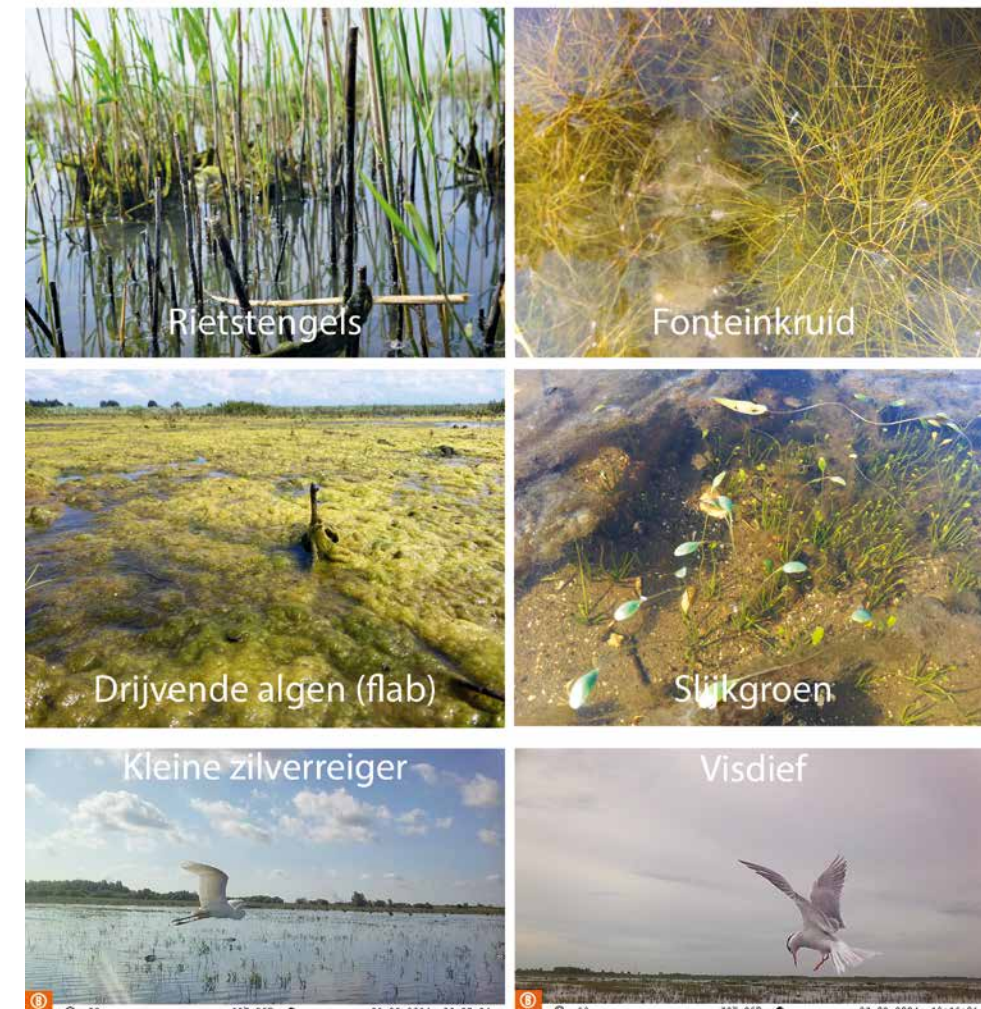 Rietstengels
Fonteinkruid
Drijvende algen (flab)
Slijkgroen
Kleine zilverreiger
Visdief